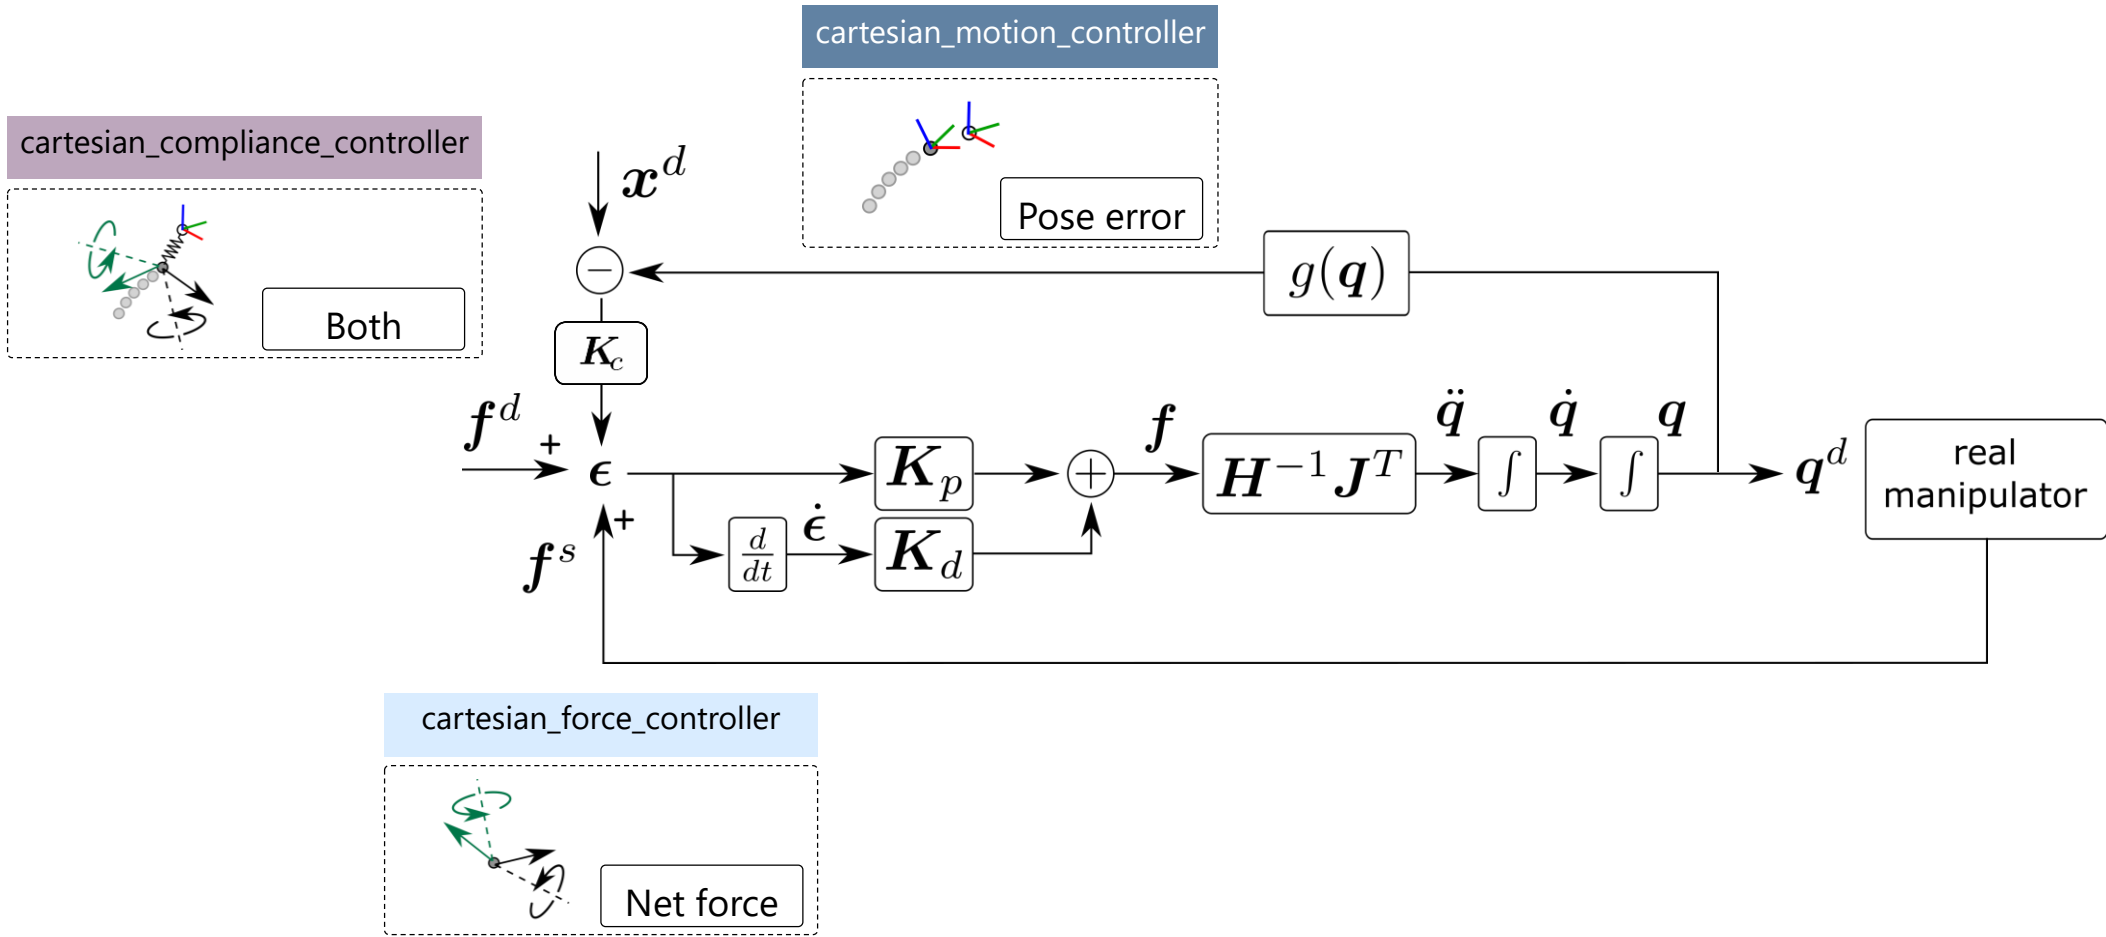 cartesian_motion_controller
Pose error
cartesian_compliance_controller
Both
x^d
−
g(q)
K_c
f^d
+
ϵ
K_p
+
f
H^{-1} J^T
q̈
∫
q̇
∫
q
q^d
real
manipulator
+
f^s
d/dt
ϵ̇
K_d
cartesian_force_controller
Net force